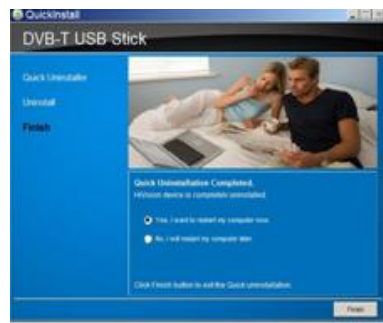 QuickInstall
DVB-T USB Stick
Quick Uninstaller
Uninstall
Finish
Quick Uninstallation Completed.
HiVision device is completely uninstalled.
Yes, I want to restart my computer now.
No, I will restart my computer later.
Click Finish button to exit the Quick uninstallation.
Finish